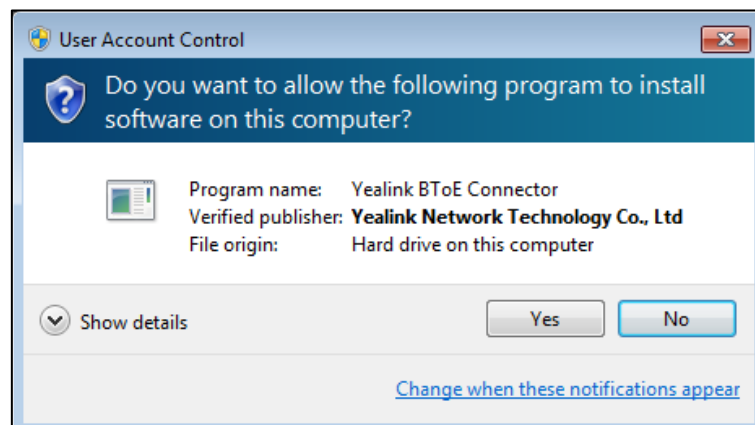 User Account Control
Do you want to allow the following program to install
software on this computer?
Program name: Yealink BToE Connector
Verified publisher: Yealink Network Technology Co., Ltd
File origin: Hard drive on this computer
Show details Yes No
Change when these notifications appear